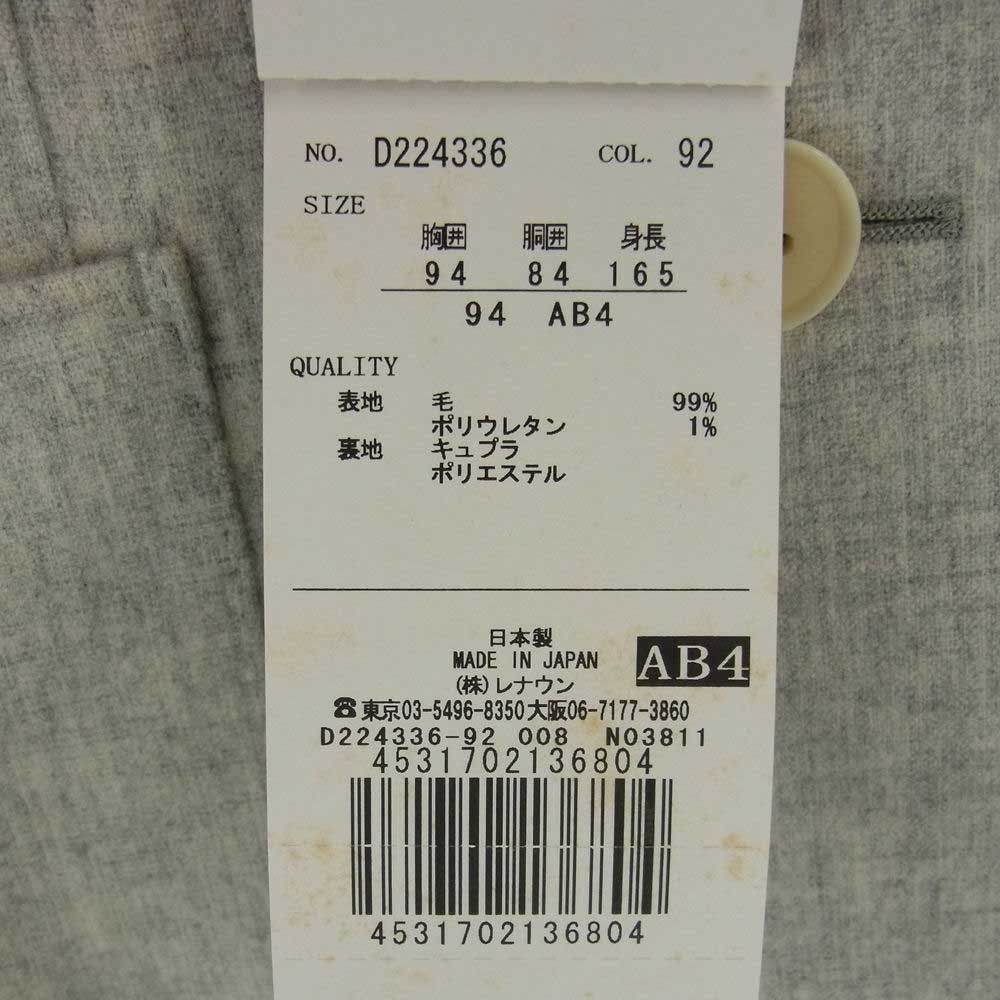 NO. D224336 COL. 92
SIZE
胸囲 胴囲 身長
94 84 165
94 AB4
QUALITY
表地 毛 99%
ポリウレタン 1%
裏地 キュプラ
ポリエステル
日本製
MADE IN JAPAN AB4
(株)レナウン
☎東京03-5496-8350大阪06-7177-3860
D224336-92 008 N03811
4531702136804
4531702136804